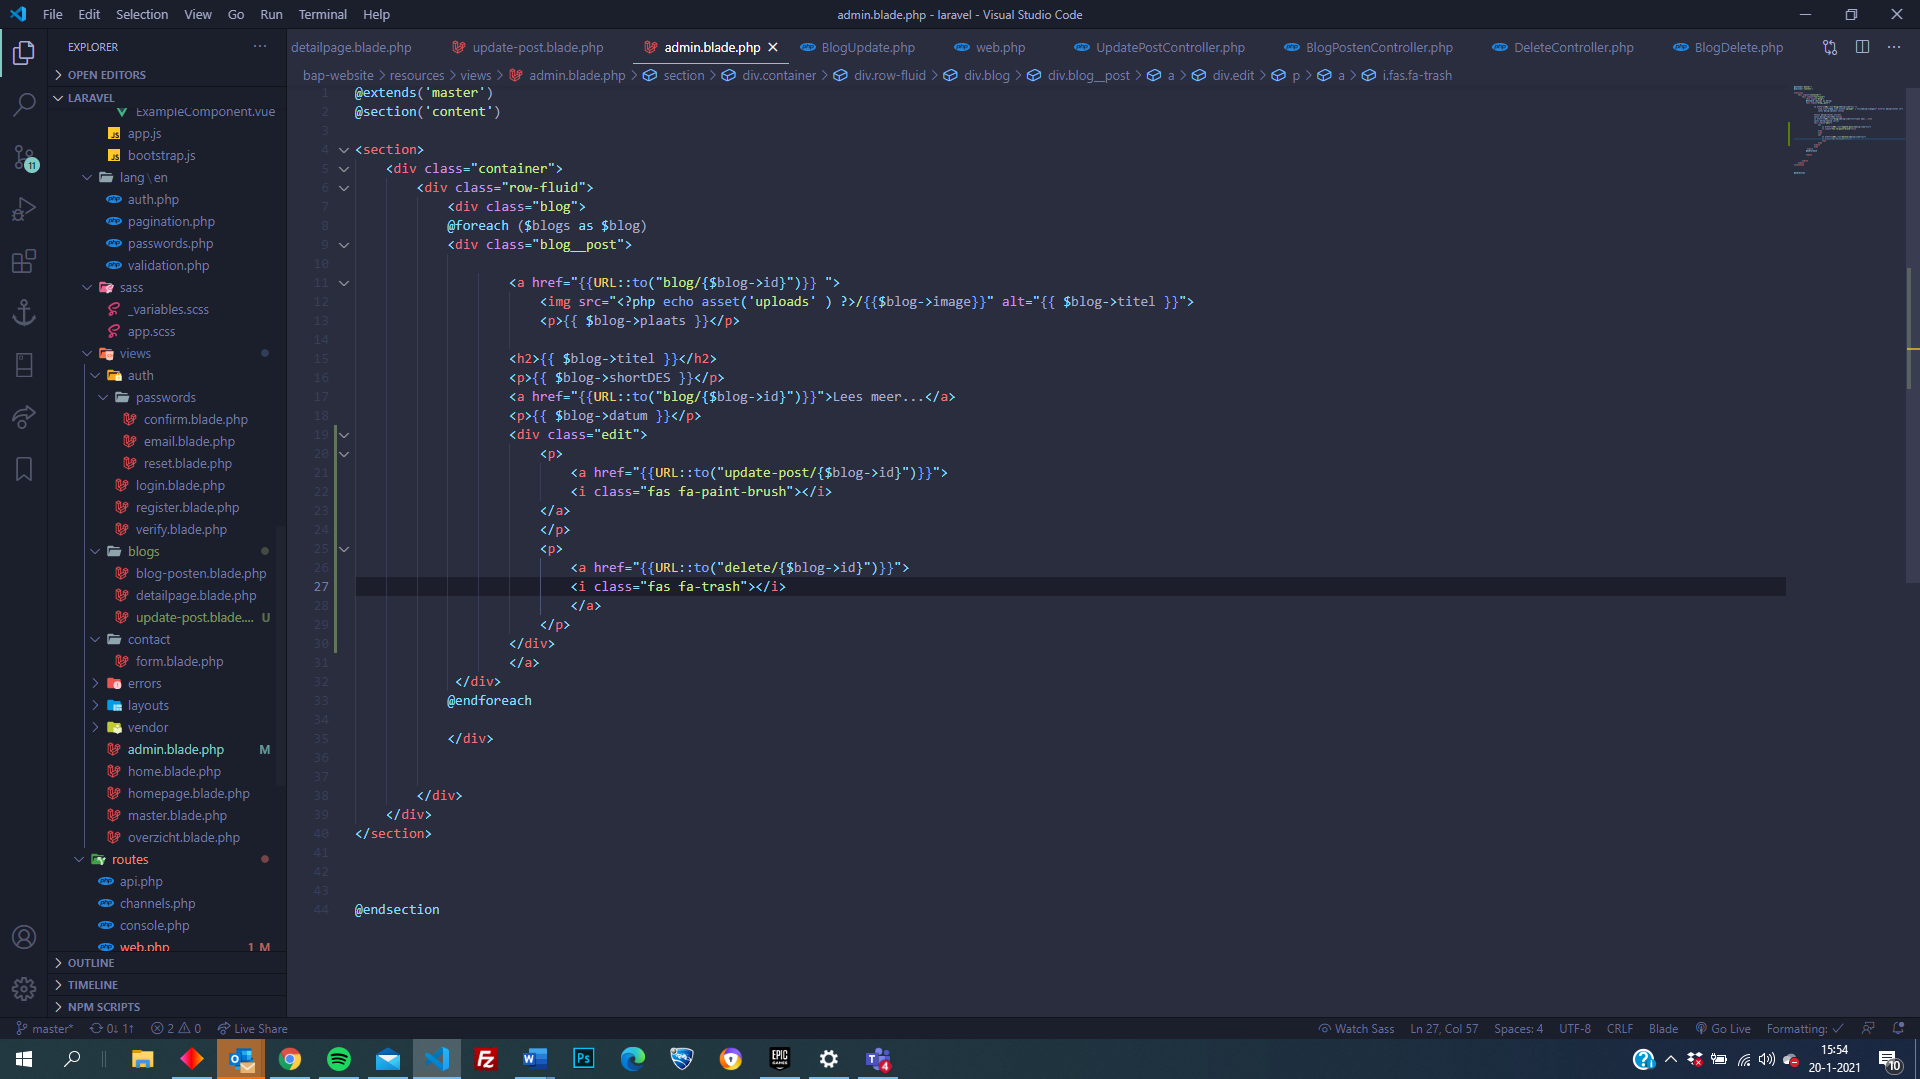 File Edit Selection View Go Run Terminal Help
admin.blade.php - laravel - Visual Studio Code
EXPLORER
detailpage.blade.php update-post.blade.php admin.blade.php BlogUpdate.php web.php UpdatePostController.php BlogPostenController.php DeleteController.php BlogDelete.php
bap-website > resources > views > admin.blade.php > section > div.container > div.row-fluid > div.blog > div.blog__post > a > div.edit > p > a > i.fas.fa-trash
OPEN EDITORS
LARAVEL
ExampleComponent.vue
app.js
bootstrap.js
lang \ en
auth.php
pagination.php
passwords.php
validation.php
sass
_variables.scss
app.scss
views
auth
passwords
confirm.blade.php
email.blade.php
reset.blade.php
login.blade.php
register.blade.php
verify.blade.php
blogs
blog-posten.blade.php
detailpage.blade.php
update-post.blade.... U
contact
form.blade.php
errors
layouts
vendor
admin.blade.php M
home.blade.php
homepage.blade.php
master.blade.php
overzicht.blade.php
routes
api.php
channels.php
console.php
web.php 1, M
OUTLINE
TIMELINE
NPM SCRIPTS
11
1 @extends('master')
2 @section('content')
3
4 <section>
5 <div class="container">
6 <div class="row-fluid">
7 <div class="blog">
8 @foreach ($blogs as $blog)
9 <div class="blog__post">
10
11 <a href="{{URL::to("blog/{$blog->id}")}} ">
12 <img src="<?php echo asset('uploads' ) ?>/{{$blog->image}}" alt="{{ $blog->titel }}">
13 <p>{{ $blog->plaats }}</p>
14
15 <h2>{{ $blog->titel }}</h2>
16 <p>{{ $blog->shortDES }}</p>
17 <a href="{{URL::to("blog/{$blog->id}")}}">Lees meer...</a>
18 <p>{{ $blog->datum }}</p>
19 <div class="edit">
20 <p>
21 <a href="{{URL::to("update-post/{$blog->id}")}}">
22 <i class="fas fa-paint-brush"></i>
23 </a>
24 </p>
25 <p>
26 <a href="{{URL::to("delete/{$blog->id}")}}">
27 <i class="fas fa-trash"></i>
28 </a>
29 </p>
30 </div>
31 </a>
32 </div>
33 @endforeach
34
35 </div>
36
37
38 </div>
39 </div>
40 </section>
41
42
43
44 @endsection
master* 0↓ 1↑ 2 0 Live Share
Watch Sass Ln 27, Col 57 Spaces: 4 UTF-8 CRLF Blade Go Live Formatting: ✓
15:54
20-1-2021
10
4